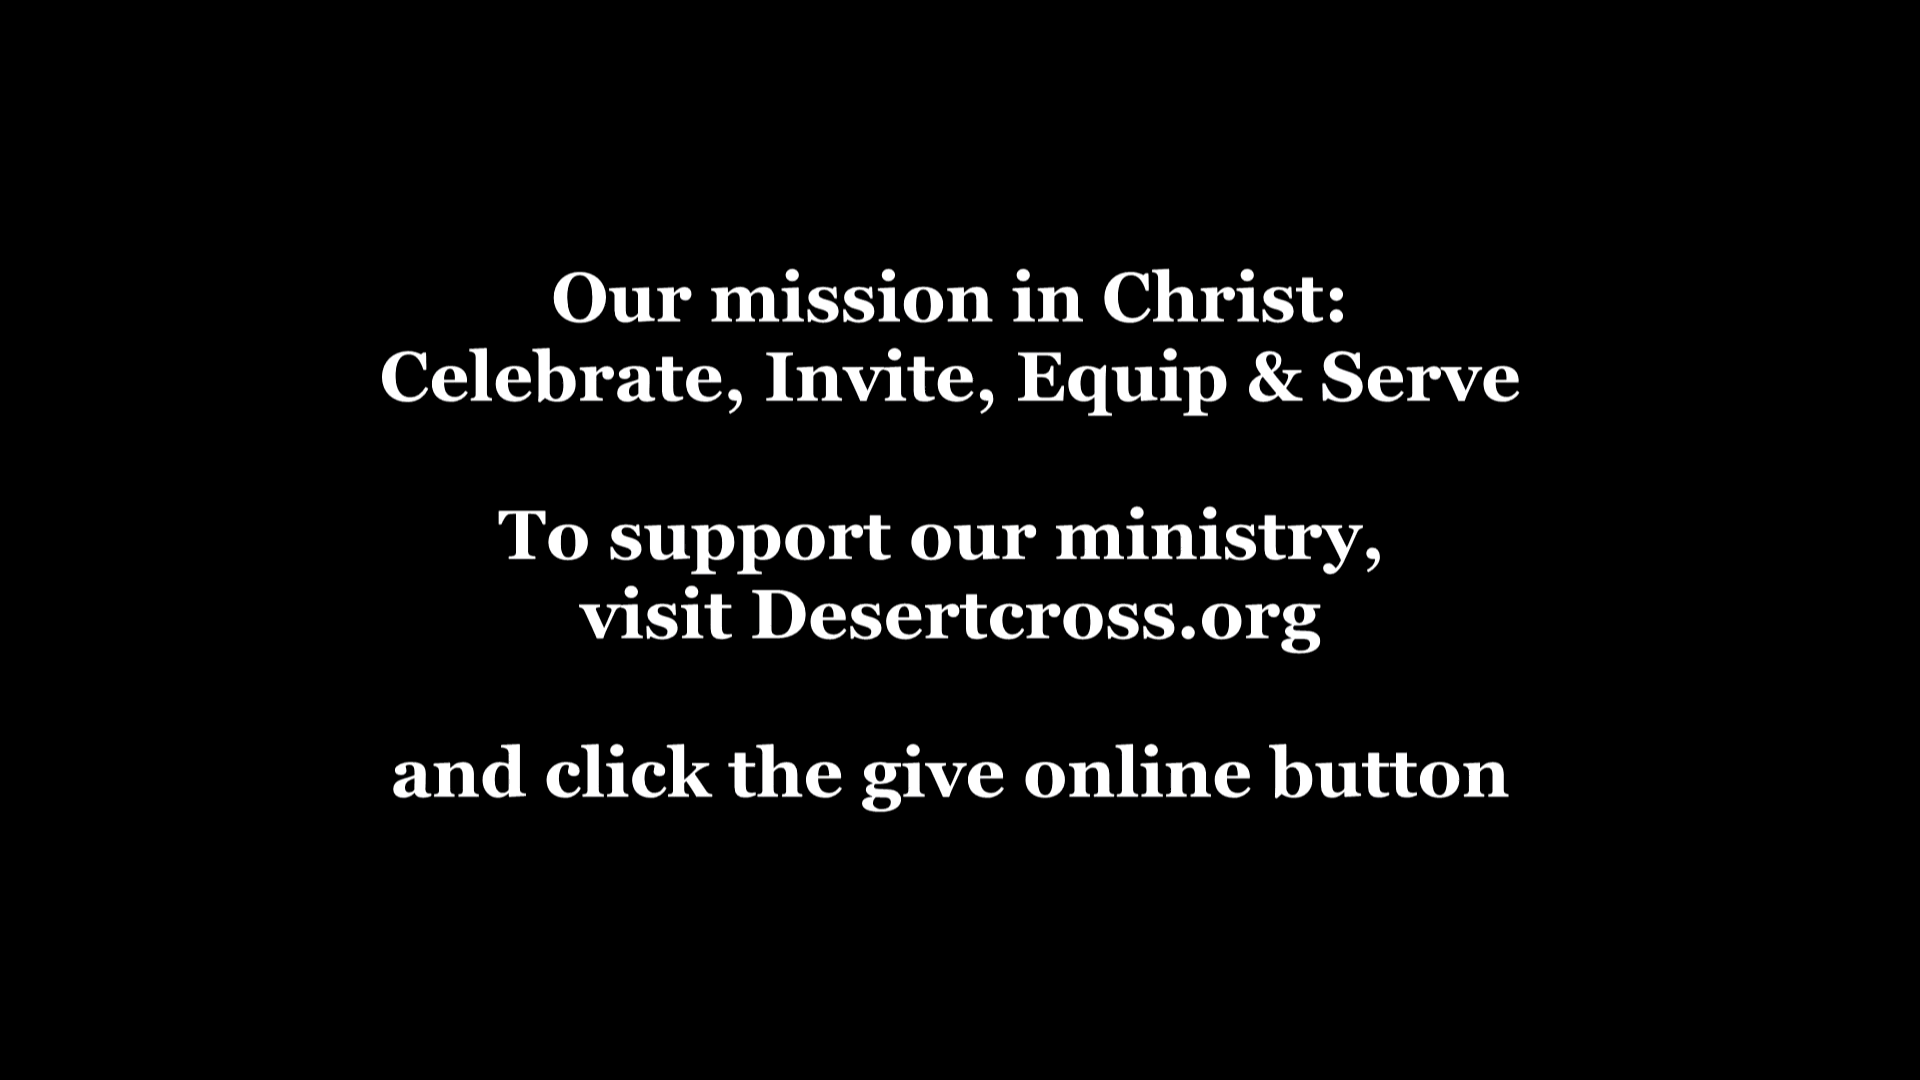 Our mission in Christ:
Celebrate, Invite, Equip & Serve
To support our ministry,
visit Desertcross.org
and click the give online button